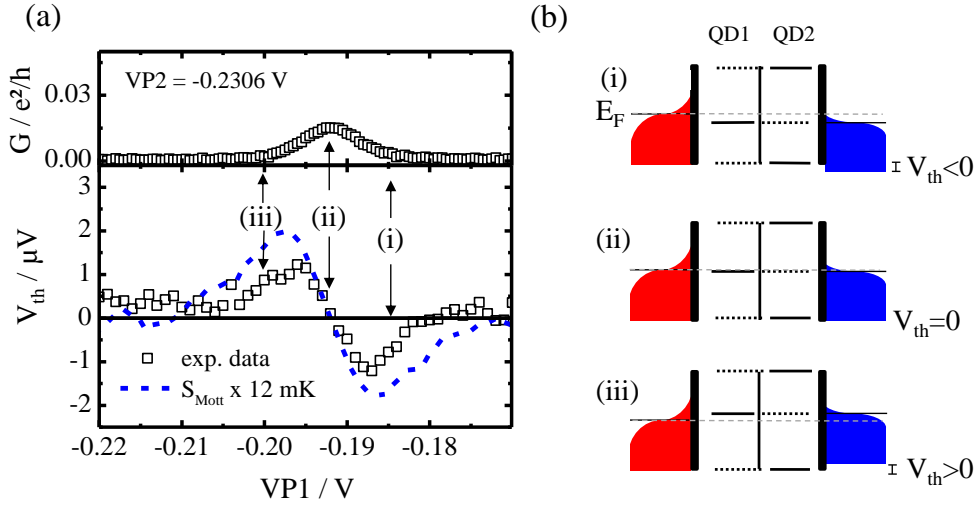 (a)
VP2 = -0.2306 V
G / e²/h
0.03
0.00
V_th / µV
3
2
1
0
-1
-2
(iii)
(ii)
(i)
exp. data
S_Mott x 12 mK
-0.22 -0.21 -0.20 -0.19 -0.18
VP1 / V
(b)
QD1 QD2
(i)
E_F
V_th<0
(ii)
V_th=0
(iii)
V_th>0